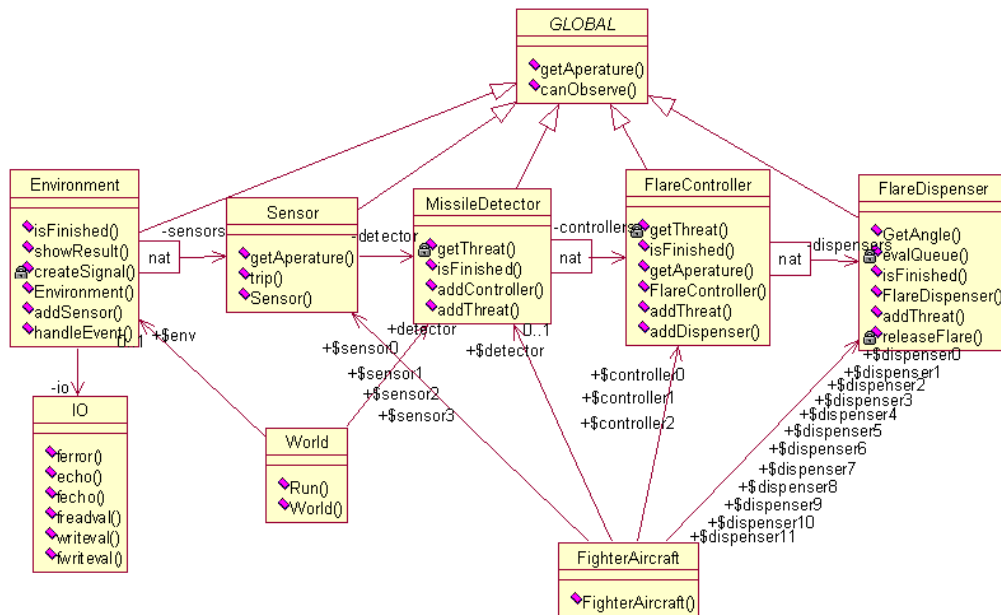 GLOBAL
getAperature()
canObserve()
Environment
isFinished()
showResult()
createSignal()
Environment()
addSensor()
handleEvent()
-sensors
nat
Sensor
getAperature()
trip()
Sensor()
-detector
MissileDetector
getThreat()
isFinished()
addController()
addThreat()
-controllers
nat
FlareController
getThreat()
isFinished()
getAperature()
FlareController()
addThreat()
addDispenser()
-dispensers
nat
FlareDispenser
GetAngle()
evalQueue()
isFinished()
FlareDispenser()
addThreat()
releaseFlare()
0..1
+$env
+detector
0..1
+$detector
+$sensor0
+$sensor1
+$sensor2
+$sensor3
+$controller0
+$controller1
+$controller2
+$dispenser0
+$dispenser1
+$dispenser2
+$dispenser3
+$dispenser4
+$dispenser5
+$dispenser6
+$dispenser7
+$dispenser8
+$dispenser9
+$dispenser10
+$dispenser11
-io
IO
ferror()
echo()
fecho()
freadval()
writeval()
fwriteval()
World
Run()
World()
FighterAircraft
FighterAircraft()